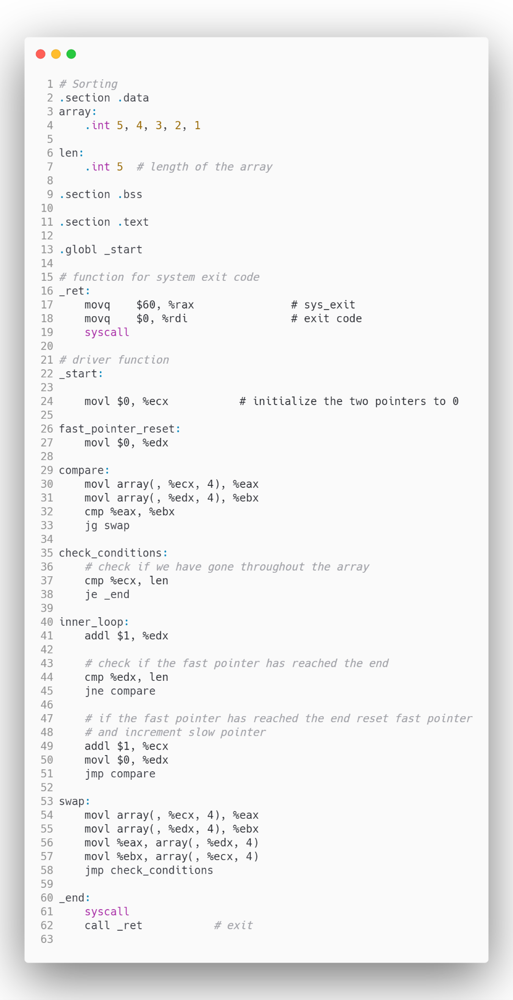 1 # Sorting
2 .section .data
3 array:
4     .int 5, 4, 3, 2, 1
5
6 len:
7     .int 5  # length of the array
8
9 .section .bss
10
11 .section .text
12
13 .globl _start
14
15 # function for system exit code
16 _ret:
17     movq    $60, %rax               # sys_exit
18     movq    $0, %rdi                # exit code
19     syscall
20
21 # driver function
22 _start:
23
24     movl $0, %ecx           # initialize the two pointers to 0
25
26 fast_pointer_reset:
27     movl $0, %edx
28
29 compare:
30     movl array(, %ecx, 4), %eax
31     movl array(, %edx, 4), %ebx
32     cmp %eax, %ebx
33     jg swap
34
35 check_conditions:
36     # check if we have gone throughout the array
37     cmp %ecx, len
38     je _end
39
40 inner_loop:
41     addl $1, %edx
42
43     # check if the fast pointer has reached the end
44     cmp %edx, len
45     jne compare
46
47     # if the fast pointer has reached the end reset fast pointer
48     # and increment slow pointer
49     addl $1, %ecx
50     movl $0, %edx
51     jmp compare
52
53 swap:
54     movl array(, %ecx, 4), %eax
55     movl array(, %edx, 4), %ebx
56     movl %eax, array(, %edx, 4)
57     movl %ebx, array(, %ecx, 4)
58     jmp check_conditions
59
60 _end:
61     syscall
62     call _ret           # exit
63